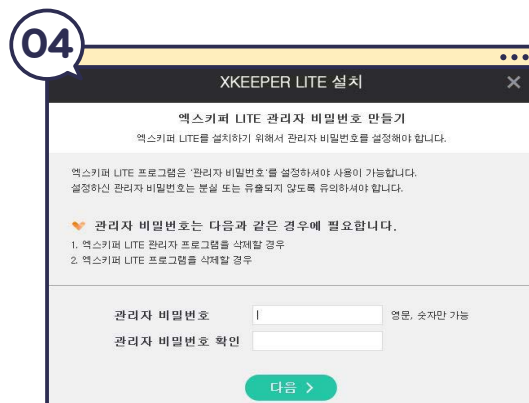 04
XKEEPER LITE 설치
엑스키퍼 LITE 관리자 비밀번호 만들기
엑스키퍼 LITE를 설치하기 위해서 관리자 비밀번호를 설정해야 합니다.
엑스키퍼 LITE 프로그램은 '관리자 비밀번호'를 설정하셔야 사용이 가능합니다.
설정하신 관리자 비밀번호는 분실 또는 유출되지 않도록 유의하셔야 합니다.
관리자 비밀번호는 다음과 같은 경우에 필요합니다.
1. 엑스키퍼 LITE 관리자 프로그램을 삭제할 경우
2. 엑스키퍼 LITE 프로그램을 삭제할 경우
관리자 비밀번호 영문, 숫자만 가능
관리자 비밀번호 확인
다음 >